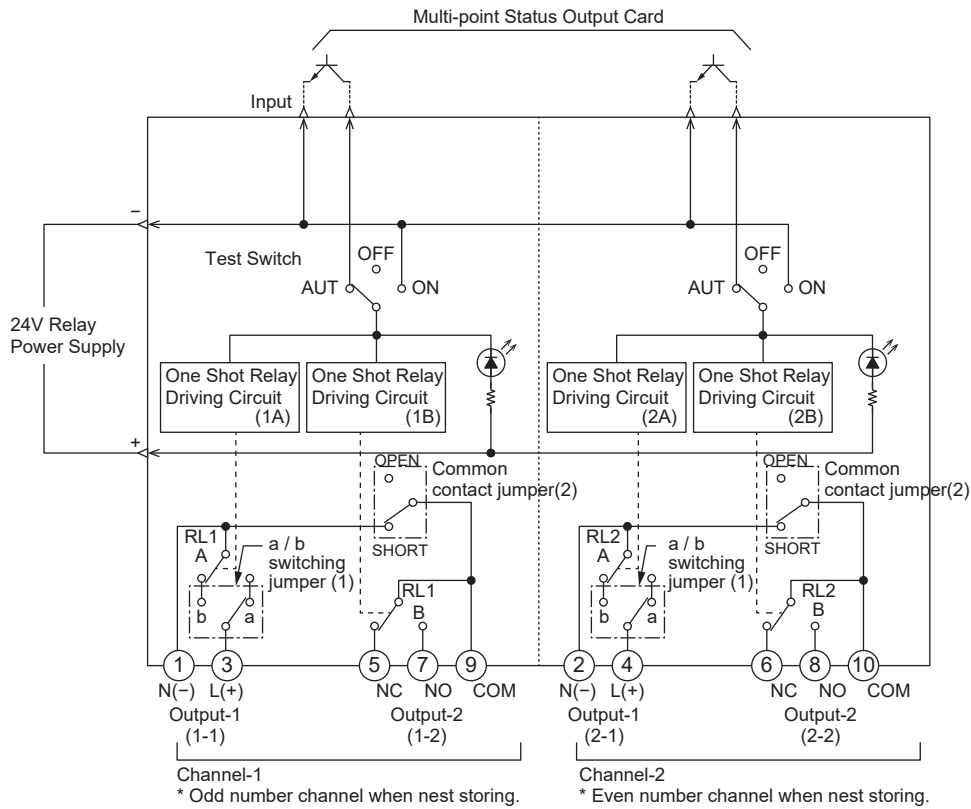 Multi-point Status Output Card
Input
−
Test Switch
OFF
AUT
ON
OFF
AUT
ON
24V Relay
Power Supply
One Shot Relay
Driving Circuit
(1A)
One Shot Relay
Driving Circuit
(1B)
One Shot Relay
Driving Circuit
(2A)
One Shot Relay
Driving Circuit
(2B)
+
OPEN
Common
contact jumper(2)
SHORT
RL1
A
a / b
switching
jumper (1)
b
a
RL1
B
OPEN
Common
contact jumper(2)
SHORT
RL2
A
a / b
switching
jumper (1)
b
a
RL2
B
1
3
5
7
9
2
4
6
8
10
N(−)
L(+)
NC
NO
COM
N(−)
L(+)
NC
NO
COM
Output-1
(1-1)
Output-2
(1-2)
Output-1
(2-1)
Output-2
(2-2)
Channel-1
* Odd number channel when nest storing.
Channel-2
* Even number channel when nest storing.